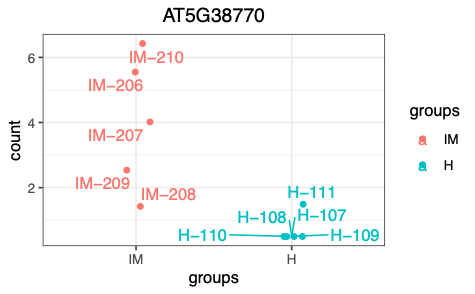 AT5G38770
count
6
4
2
IM−210
IM−206
IM−207
IM−209
IM−208
H−111
H−108
H−107
H−110
H−109
IM
H
groups
groups
a IM
a H